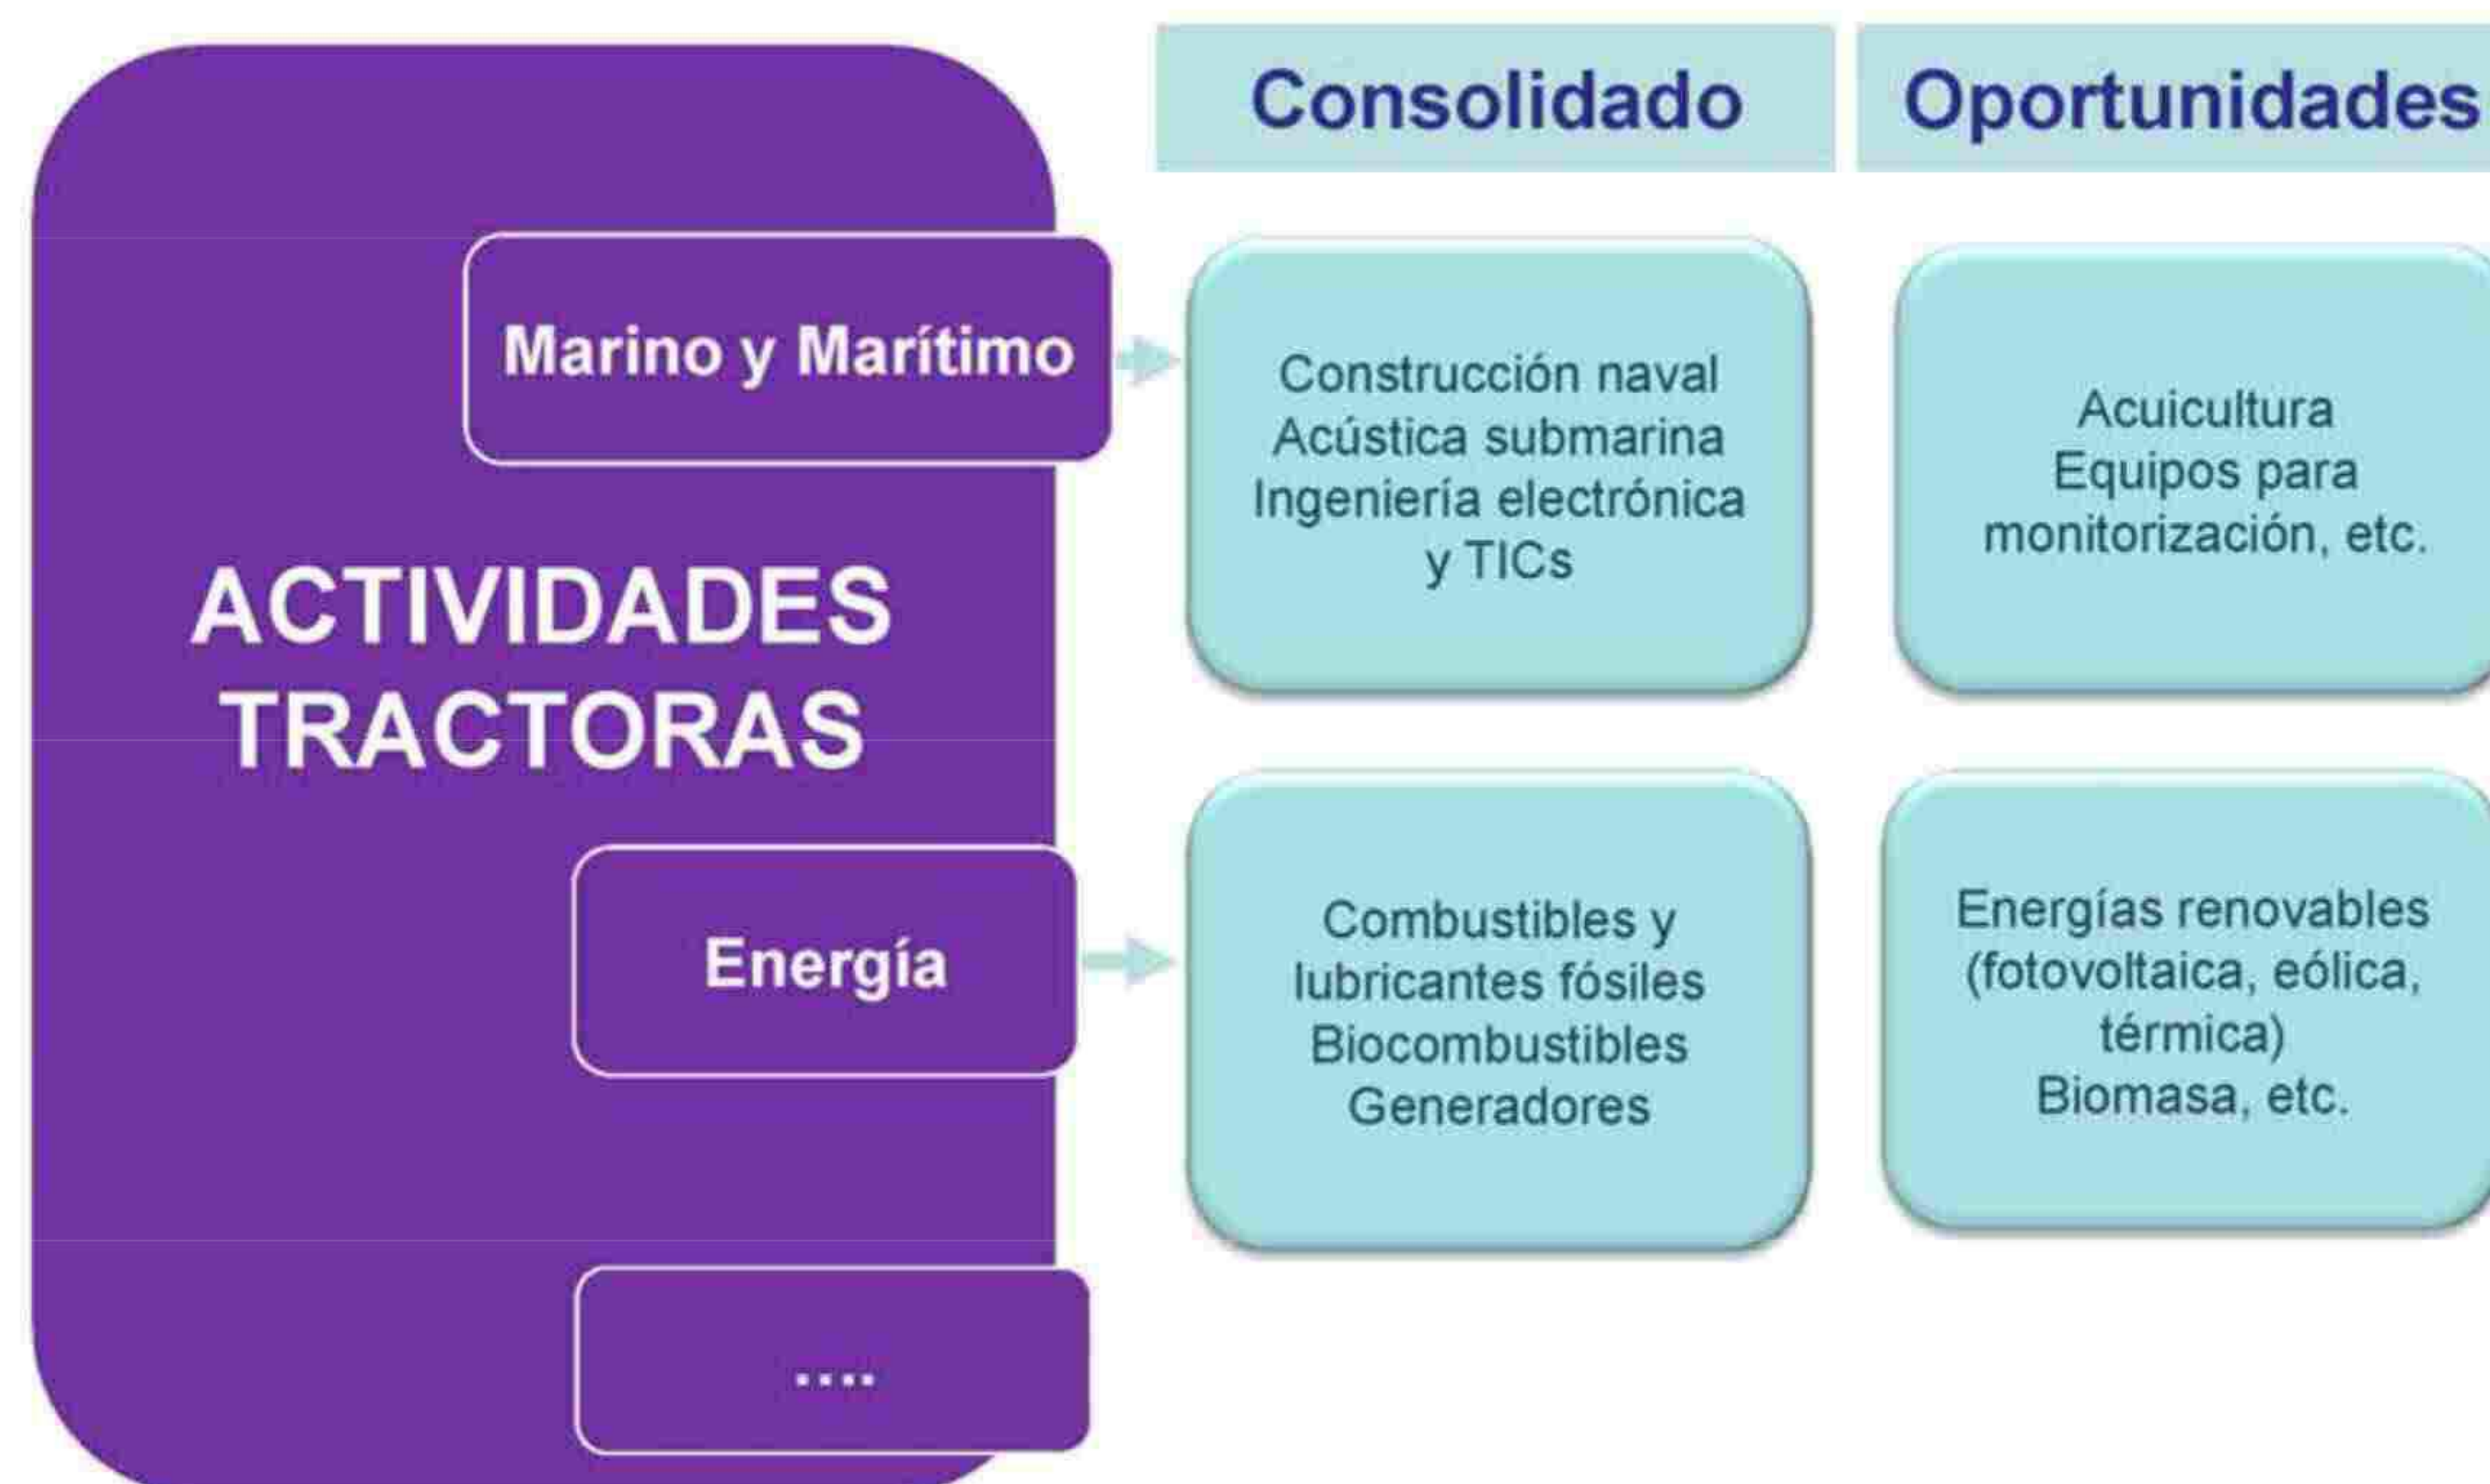 Consolidado
Oportunidades
ACTIVIDADES
TRACTORAS
Marino y Marítimo
Construcción naval
Acústica submarina
Ingeniería electrónica
y TICs
Acuicultura
Equipos para
monitorización, etc.
Energía
Combustibles y
lubricantes fósiles
Biocombustibles
Generadores
Energías renovables
(fotovoltaica, eólica,
térmica)
Biomasa, etc.
....